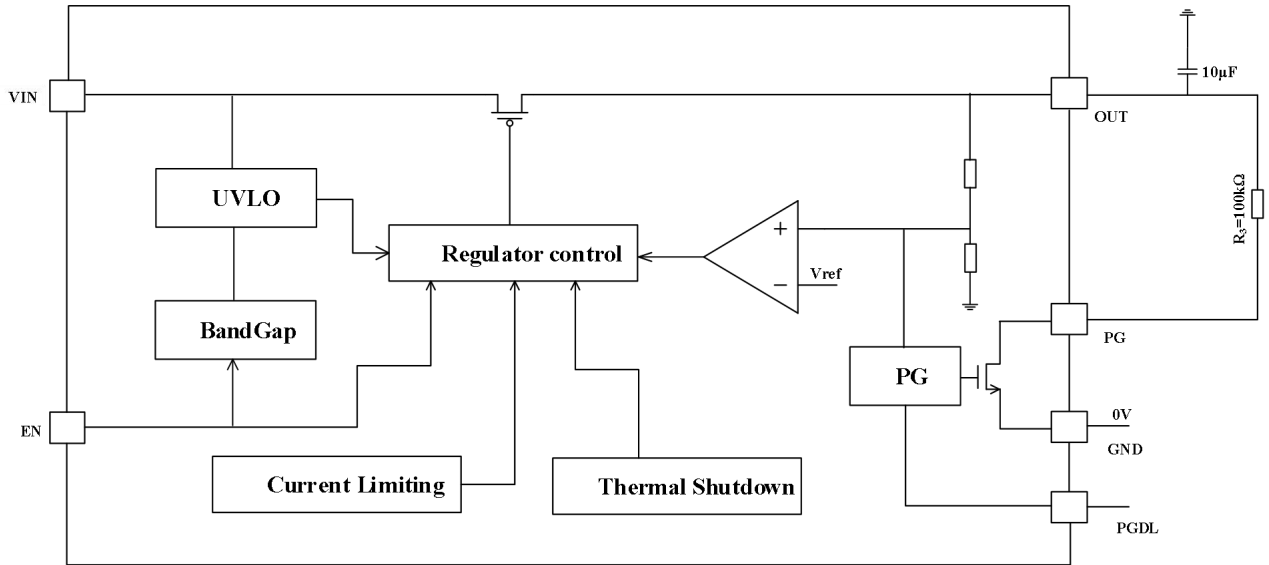 10μF
VIN
OUT
UVLO
R3=100kΩ
+
Regulator control
Vref
−
BandGap
PG
PG
0V
EN
GND
Current Limiting
Thermal Shutdown
PGDL